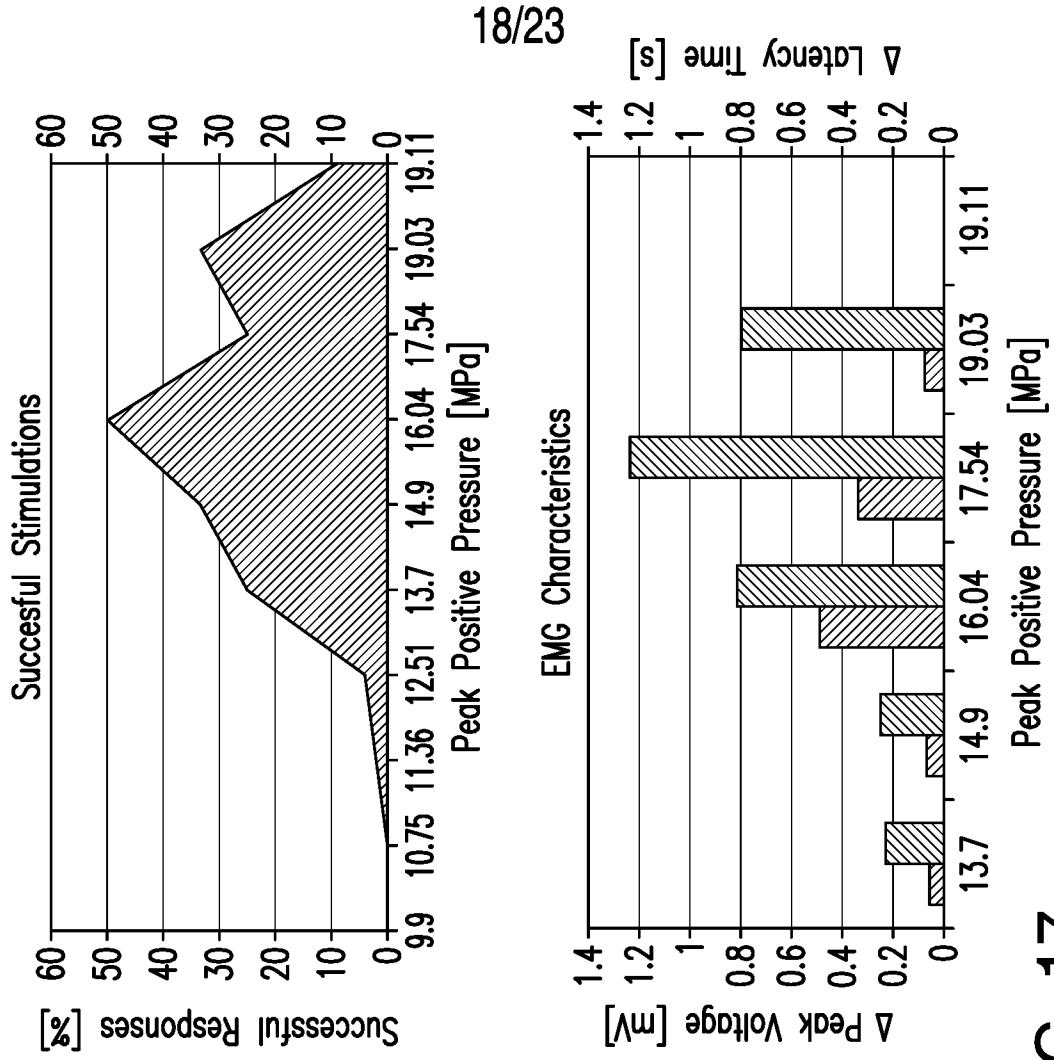 18/23
Succesful Stimulations
Successful Responses [%]
60 60
50 50
40 40
30 30
20 20
10 10
0 0
9.9 10.75 11.36 12.51 13.7 14.9 16.04 17.54 19.03 19.11
Peak Positive Pressure [MPa]
EMG Characteristics
Δ Peak Voltage [mV]
Δ Latency Time [s]
1.4 1.4
1.2 1.2
1 1
0.8 0.8
0.6 0.6
0.4 0.4
0.2 0.2
0 0
13.7 14.9 16.04 17.54 19.03 19.11
Peak Positive Pressure [MPa]
17